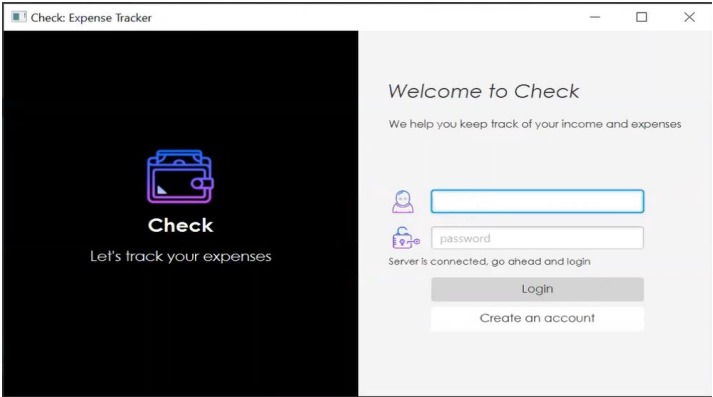 Check: Expense Tracker
Welcome to Check
We help you keep track of your income and expenses
Check
Let's track your expenses
password
Server is connected, go ahead and login
Login
Create an account